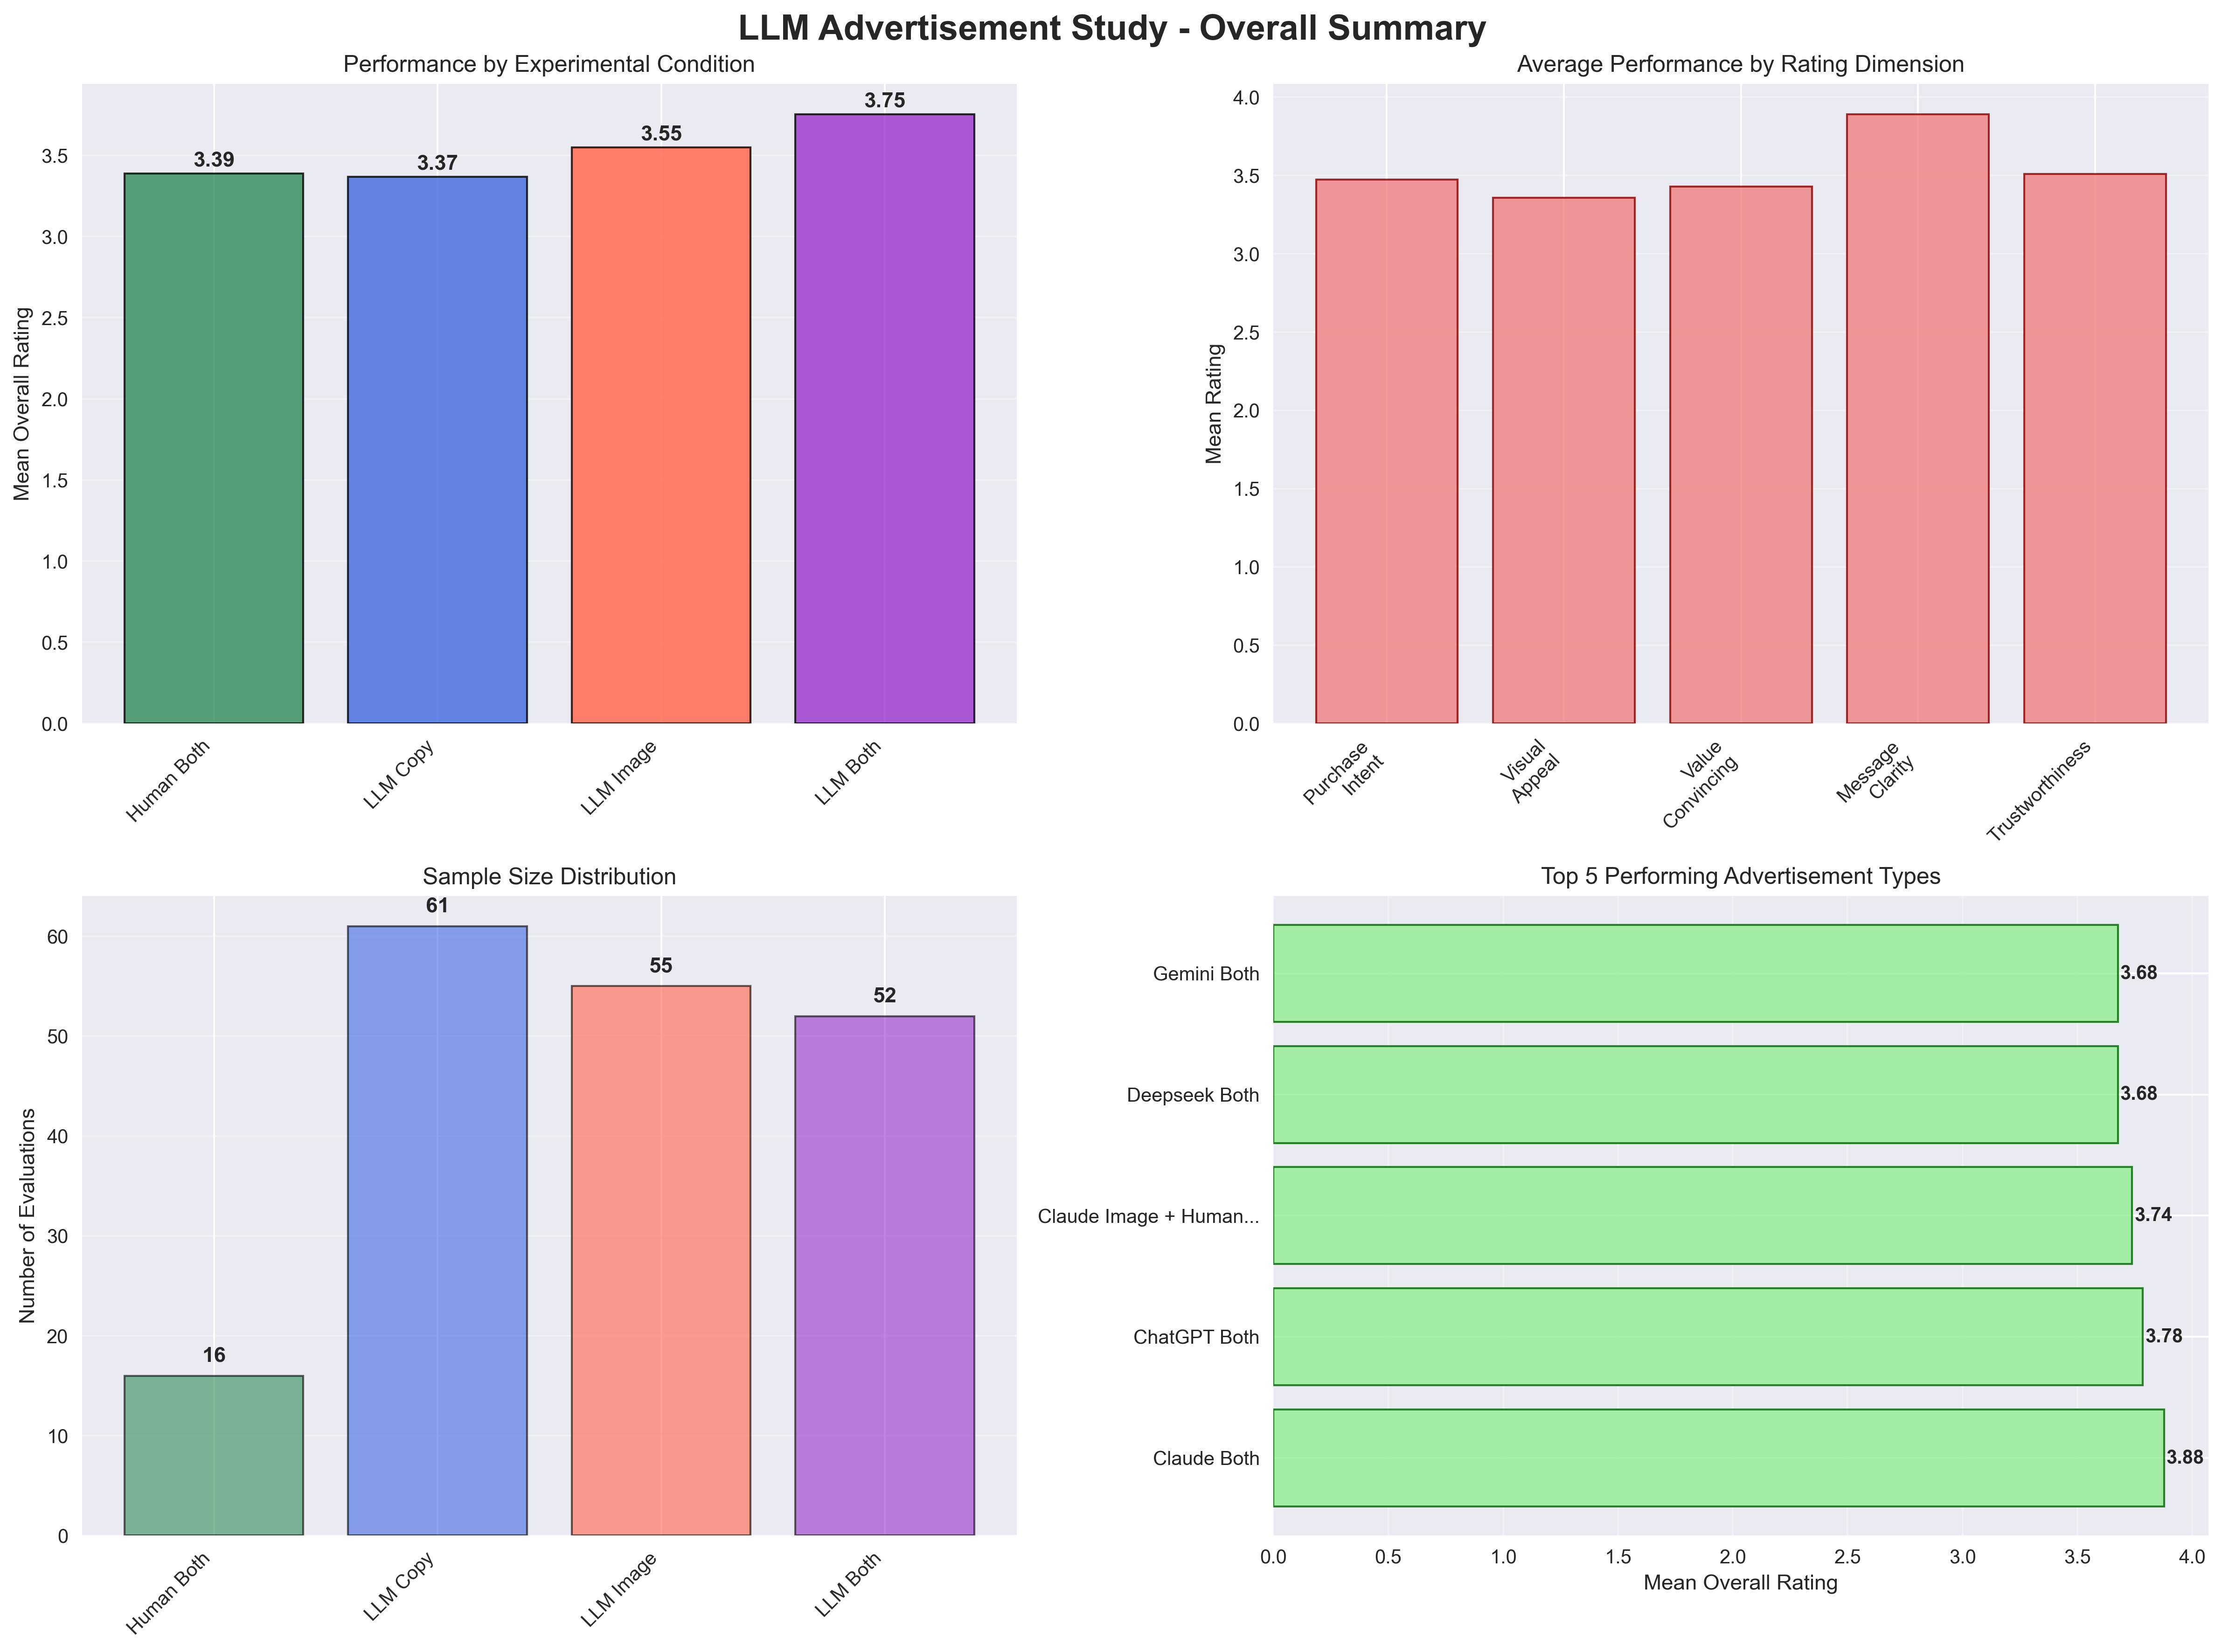 LLM Advertisement Study - Overall Summary
Performance by Experimental Condition
Mean Overall Rating
3.5
3.0
2.5
2.0
1.5
1.0
0.5
0.0
3.39
3.37
3.55
3.75
Human Both
LLM Copy
LLM Image
LLM Both
Average Performance by Rating Dimension
Mean Rating
4.0
3.5
3.0
2.5
2.0
1.5
1.0
0.5
0.0
Purchase
Intent
Visual
Appeal
Value
Convincing
Message
Clarity
Trustworthiness
Sample Size Distribution
Number of Evaluations
60
50
40
30
20
10
0
16
61
55
52
Human Both
LLM Copy
LLM Image
LLM Both
Top 5 Performing Advertisement Types
Gemini Both
3.68
Deepseek Both
3.68
Claude Image + Human...
3.74
ChatGPT Both
3.78
Claude Both
3.88
0.0
0.5
1.0
1.5
2.0
2.5
3.0
3.5
4.0
Mean Overall Rating